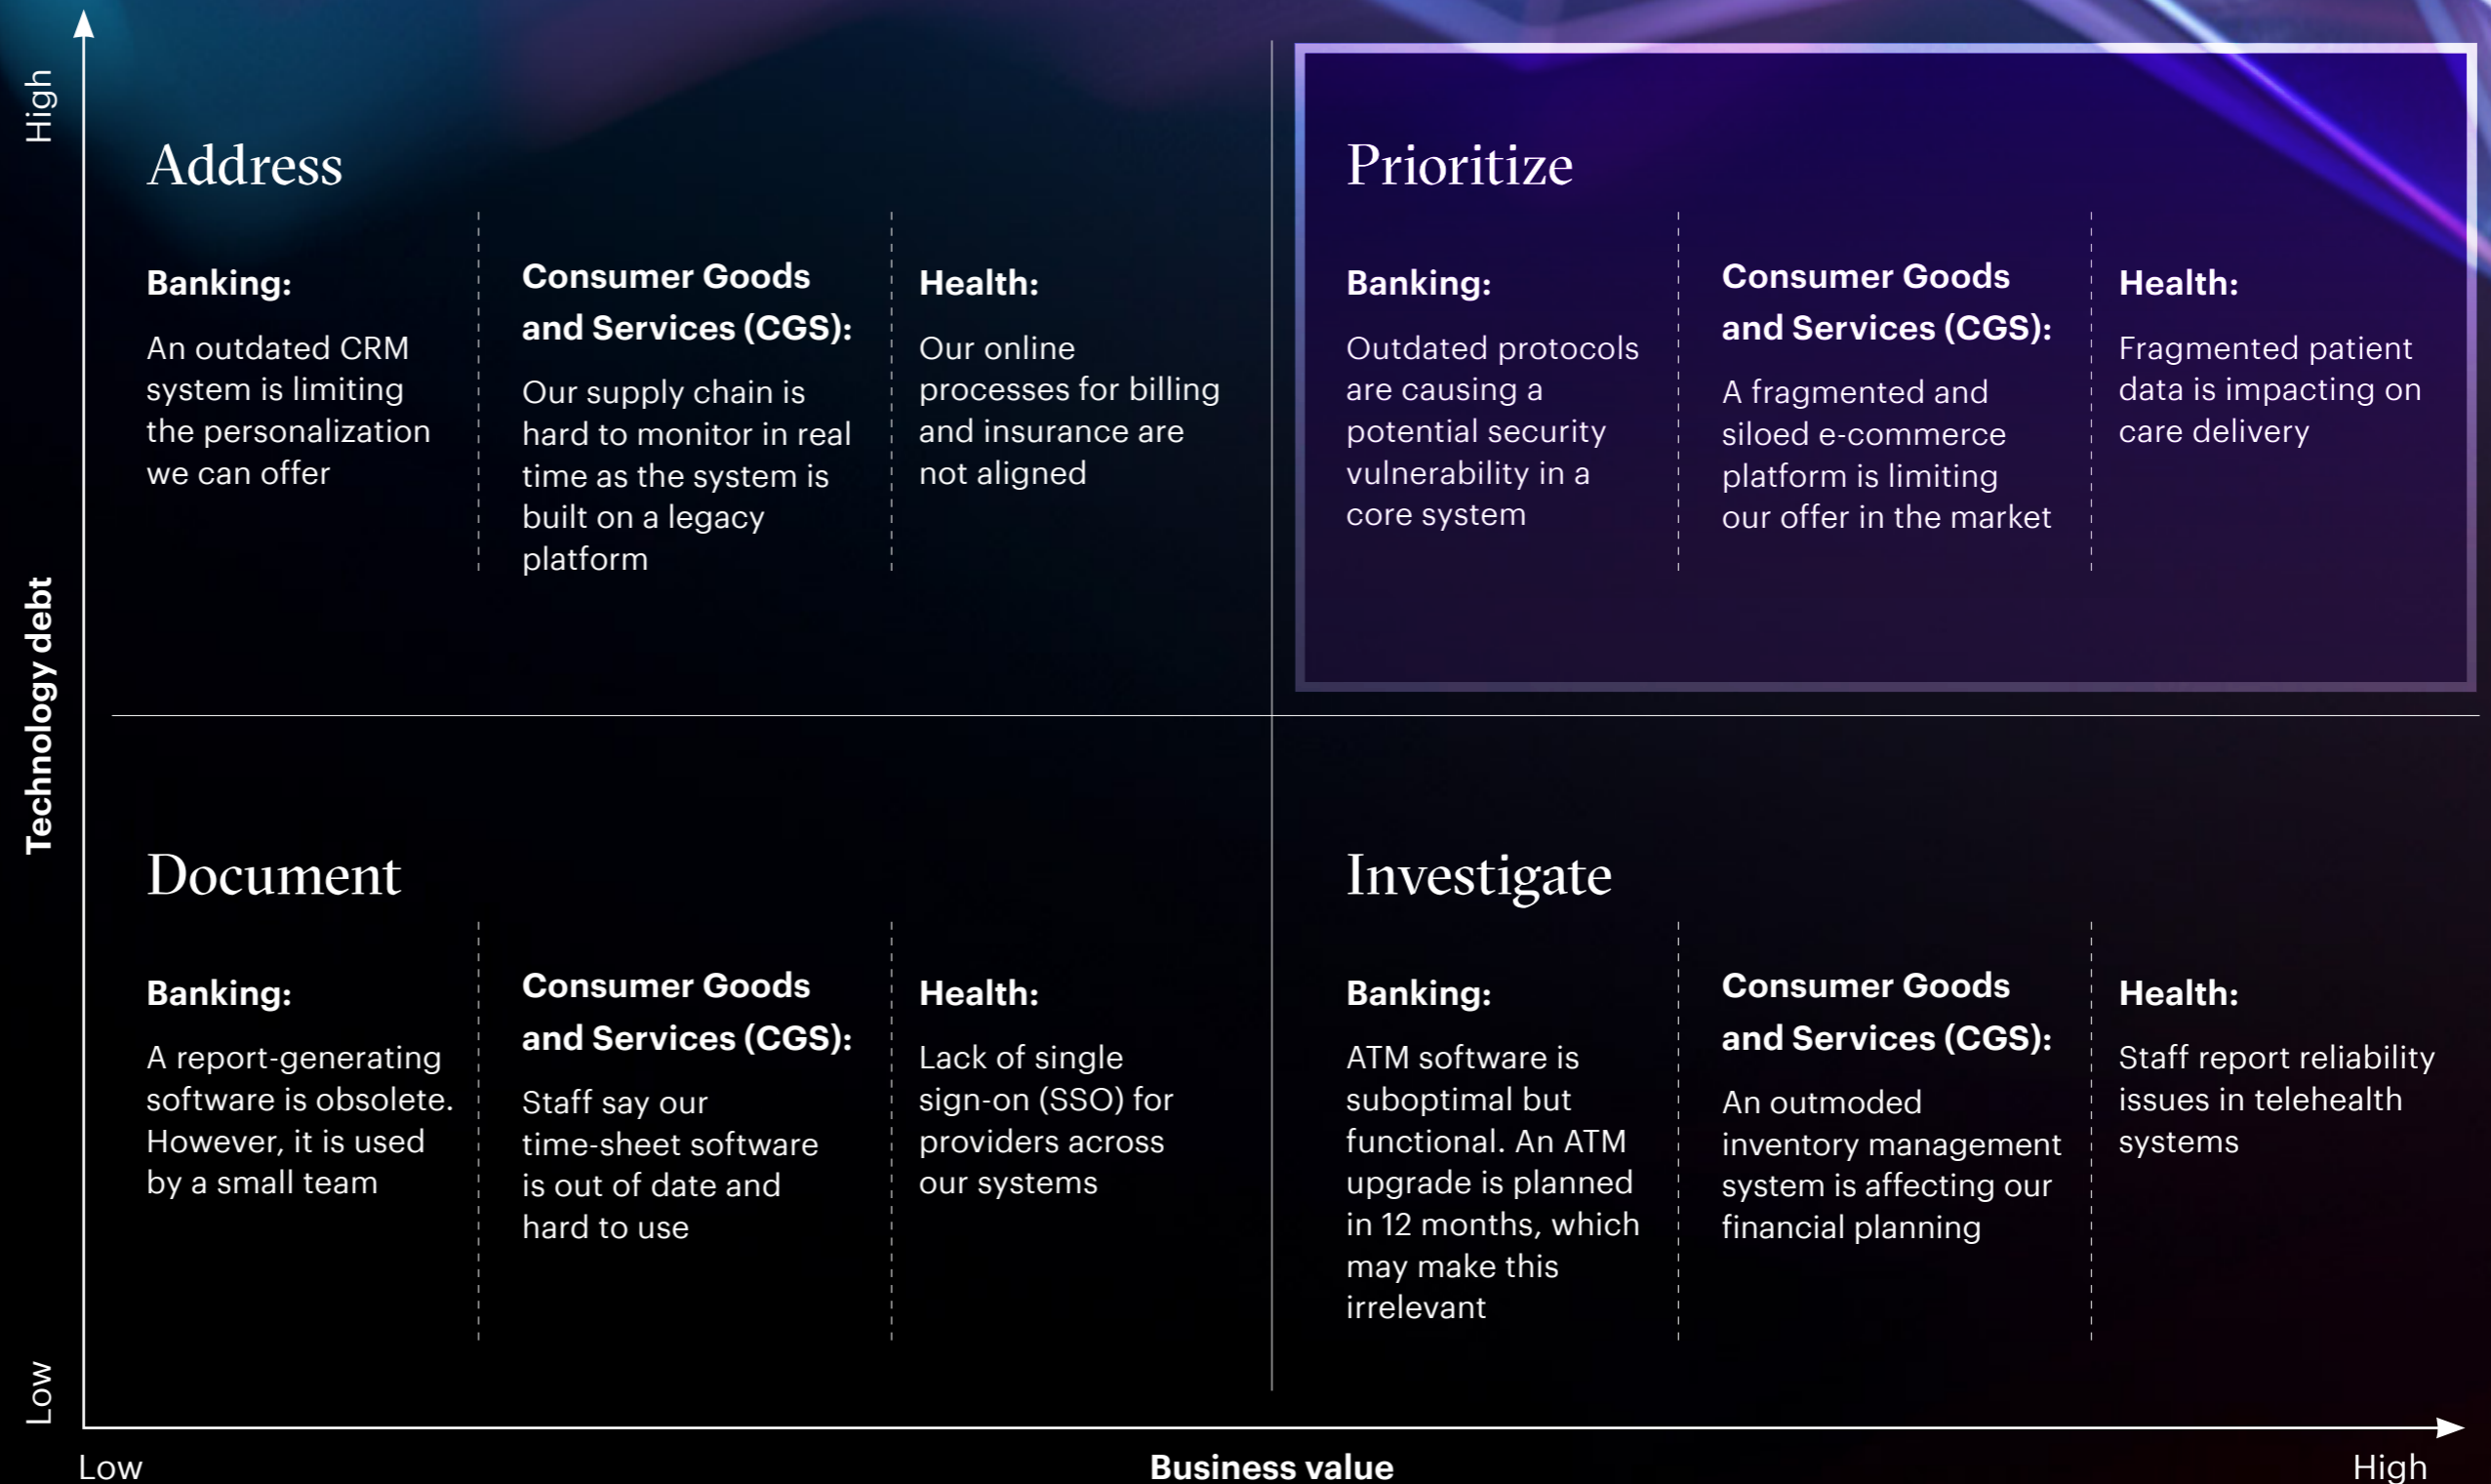 High
Technology debt
Low
Address
Banking:
An outdated CRM
system is limiting
the personalization
we can offer
Consumer Goods
and Services (CGS):
Our supply chain is
hard to monitor in real
time as the system is
built on a legacy
platform
Health:
Our online
processes for billing
and insurance are
not aligned
Prioritize
Banking:
Outdated protocols
are causing a
potential security
vulnerability in a
core system
Consumer Goods
and Services (CGS):
A fragmented and
siloed e-commerce
platform is limiting
our offer in the market
Health:
Fragmented patient
data is impacting on
care delivery
Document
Banking:
A report-generating
software is obsolete.
However, it is used
by a small team
Consumer Goods
and Services (CGS):
Staff say our
time-sheet software
is out of date and
hard to use
Health:
Lack of single
sign-on (SSO) for
providers across
our systems
Investigate
Banking:
ATM software is
suboptimal but
functional. An ATM
upgrade is planned
in 12 months, which
may make this
irrelevant
Consumer Goods
and Services (CGS):
An outmoded
inventory management
system is affecting our
financial planning
Health:
Staff report reliability
issues in telehealth
systems
Low
Business value
High